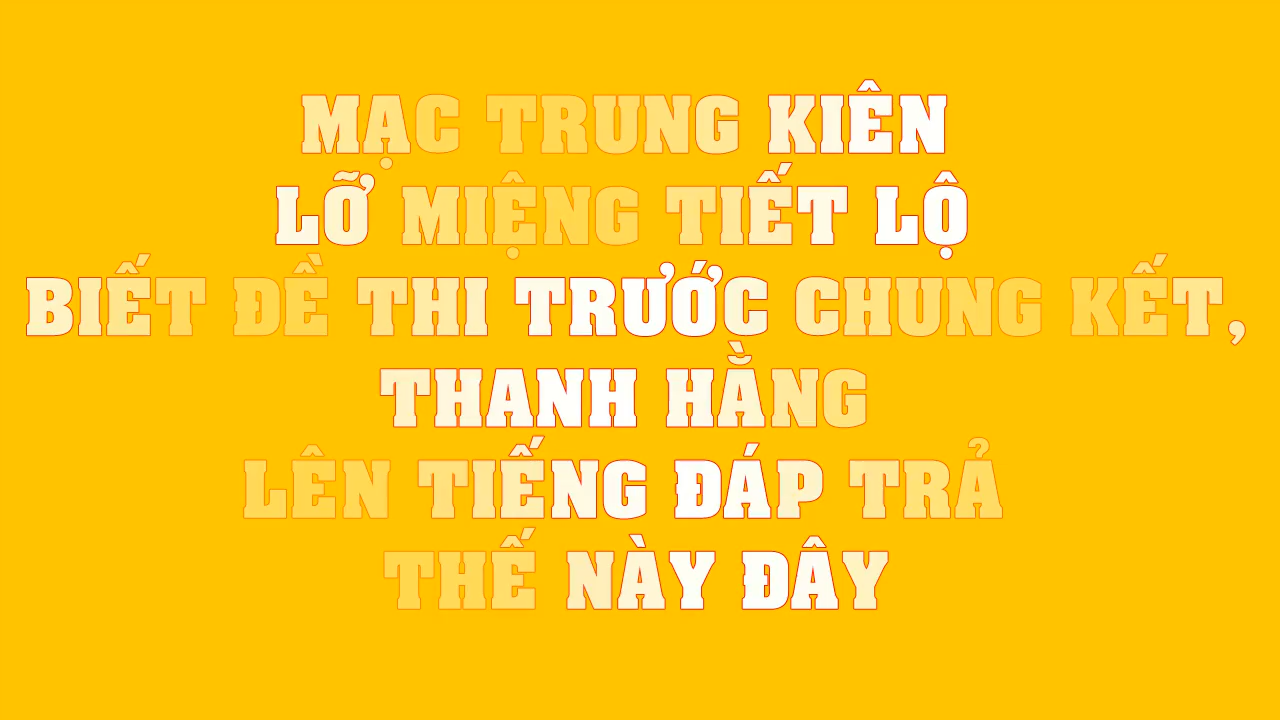 MẠC TRUNG KIÊN
LỠ MIỆNG TIẾT LỘ
BIẾT ĐỀ THI TRƯỚC CHUNG KẾT,
THANH HẰNG
LÊN TIẾNG ĐÁP TRẢ
THẾ NÀY ĐÂY